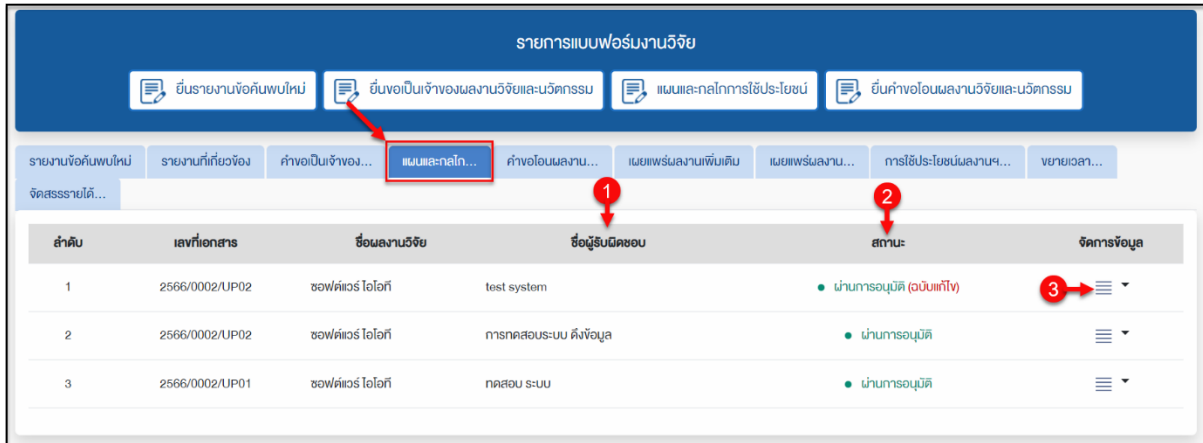 รายการแบบฟอร์มงานวิจัย
ยื่นรายงานข้อค้นพบใหม่ ยื่นขอเป็นเจ้าของผลงานวิจัยและนวัตกรรม แผนและกลไกการใช้ประโยชน์ ยื่นคำขอโอนผลงานวิจัยและนวัตกรรม
รายงานข้อค้นพบใหม่ รายงานที่เกี่ยวข้อง คำขอเป็นเจ้าของ... แผนและกลไก... คำขอโอนผลงาน... เผยแพร่ผลงานเพิ่มเติม เผยแพร่ผลงาน... การใช้ประโยชน์ผลงานฯ... ขยายเวลา...
จัดสรรรายได้...
1 2
ลำดับ เลขที่เอกสาร ชื่อผลงานวิจัย ชื่อผู้รับผิดชอบ สถานะ จัดการข้อมูล
1 2566/0002/UP02 ซอฟต์แวร์ ไอโอที test system ผ่านการอนุมัติ (ฉบับแก้ไข) 3
2 2566/0002/UP02 ซอฟต์แวร์ ไอโอที การทดสอบระบบ ดึงข้อมูล ผ่านการอนุมัติ
3 2566/0002/UP01 ซอฟต์แวร์ ไอโอที ทดสอบ ระบบ ผ่านการอนุมัติ